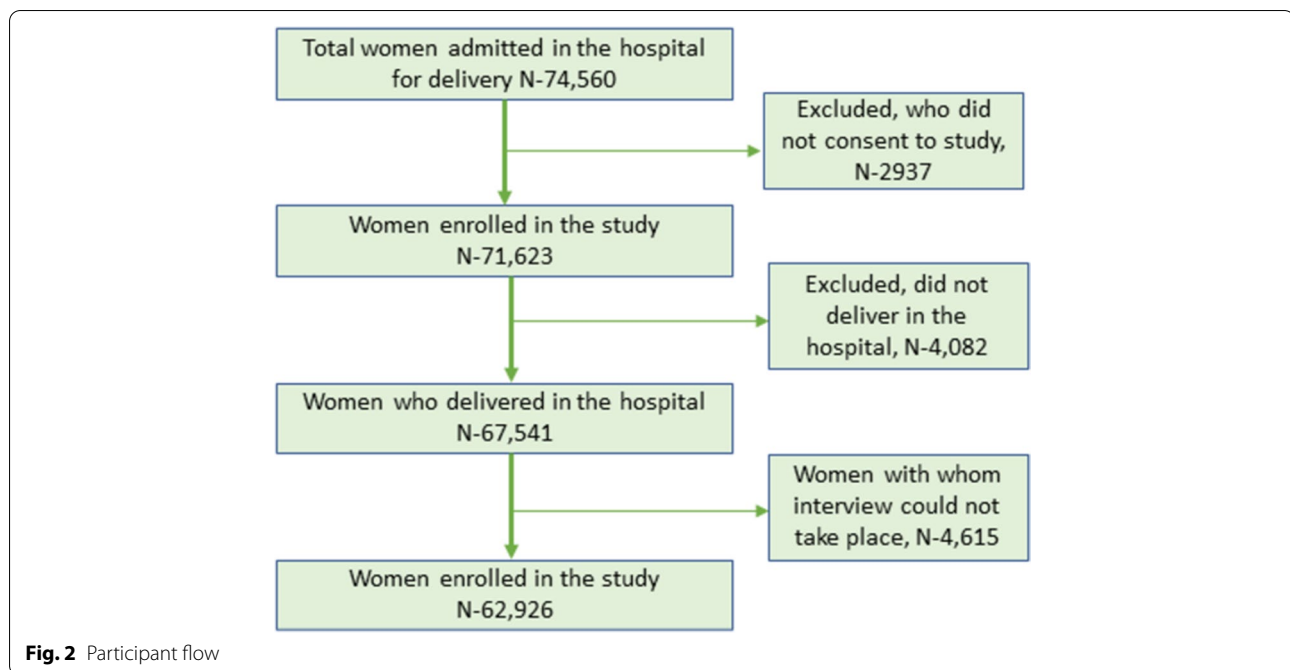 Total women admitted in the hospital
for delivery N-74,560
Excluded, who did
not consent to study,
N-2937
Women enrolled in the study
N-71,623
Excluded, did not
deliver in the
hospital, N-4,082
Women who delivered in the hospital
N-67,541
Women with whom
interview could not
take place, N-4,615
Women enrolled in the study
N-62,926
Fig. 2 Participant flow